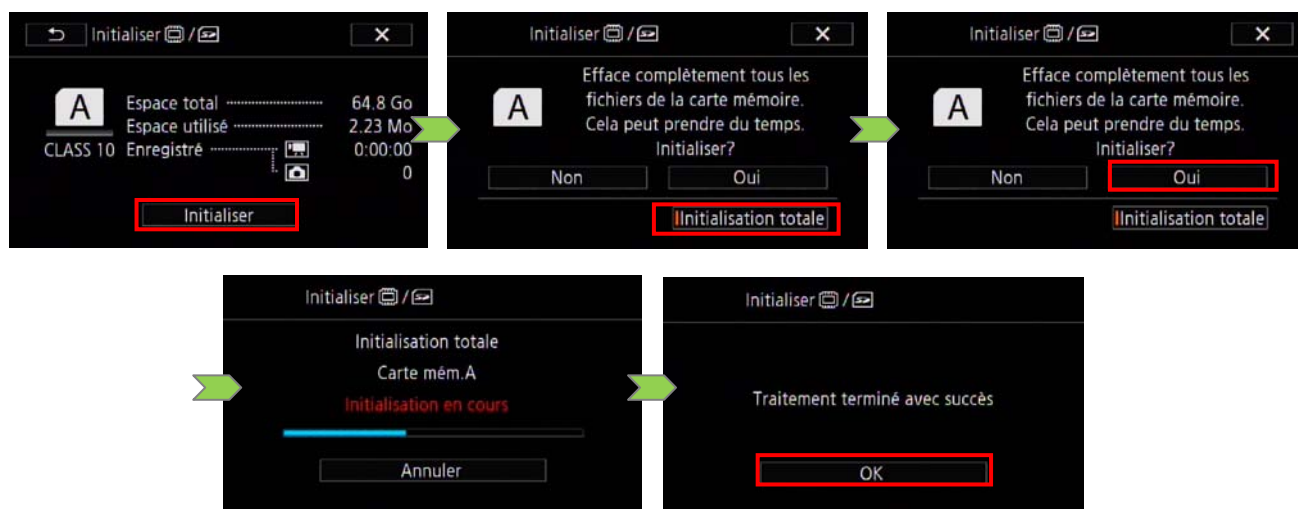 Initialiser /
A
CLASS 10
Espace total 64.8 Go
Espace utilisé 2.23 Mo
Enregistré 0:00:00
0
Initialiser
Initialiser /
A
Efface complètement tous les
fichiers de la carte mémoire.
Cela peut prendre du temps.
Initialiser?
Non Oui
Initialisation totale
Initialiser /
A
Efface complètement tous les
fichiers de la carte mémoire.
Cela peut prendre du temps.
Initialiser?
Non Oui
Initialisation totale
Initialiser /
Initialisation totale
Carte mém.A
Initialisation en cours
Annuler
Initialiser /
Traitement terminé avec succès
OK